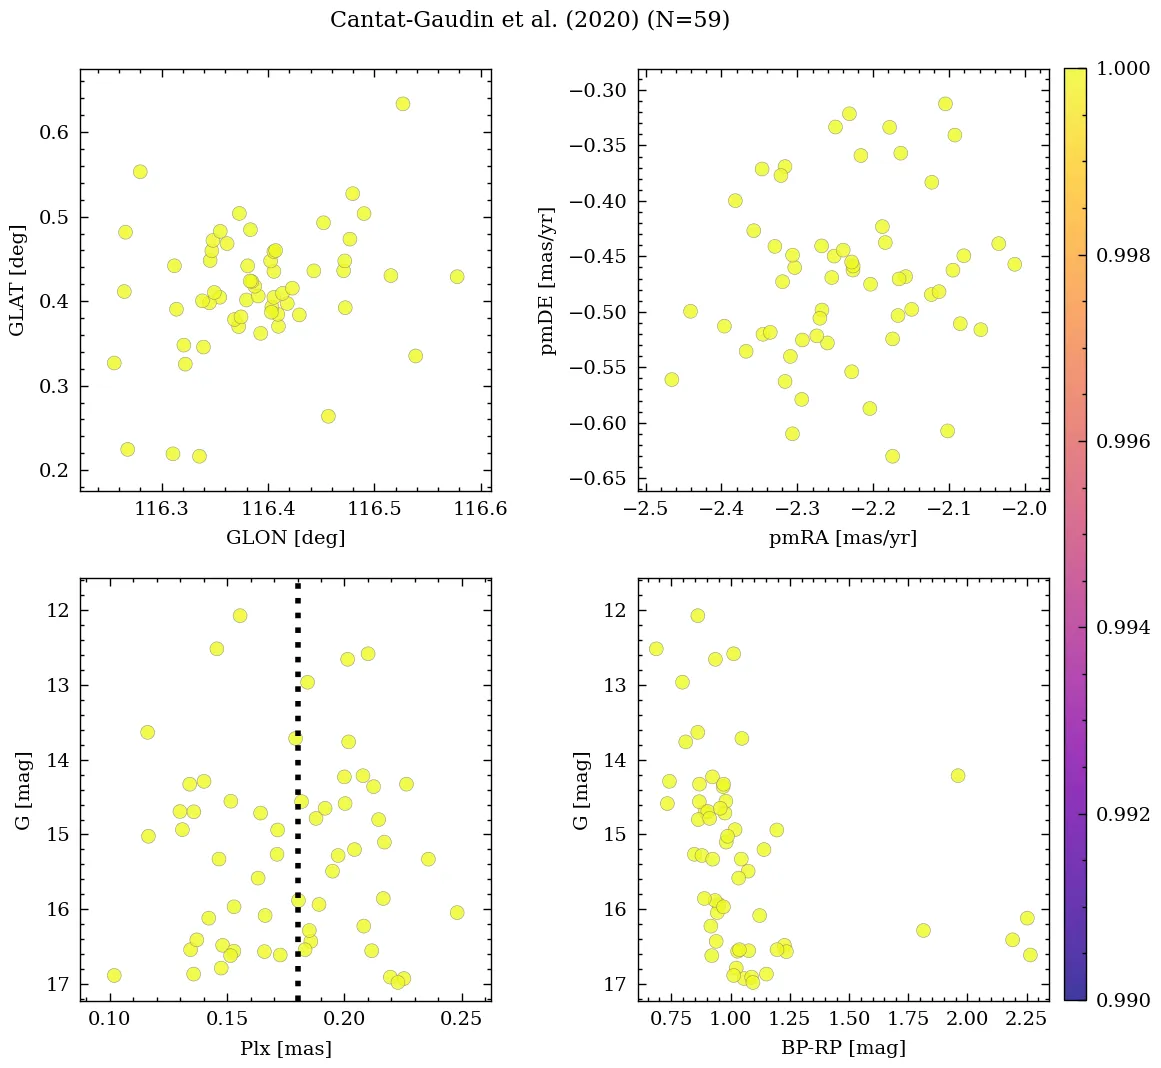 Cantat-Gaudin et al. (2020) (N=59)
0.6
0.5
0.4
0.3
0.2
GLAT [deg]
116.3 116.4 116.5 116.6
GLON [deg]
−0.30
−0.35
−0.40
−0.45
−0.50
−0.55
−0.60
−0.65
pmDE [mas/yr]
−2.5 −2.4 −2.3 −2.2 −2.1 −2.0
pmRA [mas/yr]
1.000
0.998
0.996
0.994
0.992
0.990
12
13
14
15
16
17
G [mag]
0.10 0.15 0.20 0.25
Plx [mas]
12
13
14
15
16
17
G [mag]
0.75 1.00 1.25 1.50 1.75 2.00 2.25
BP-RP [mag]